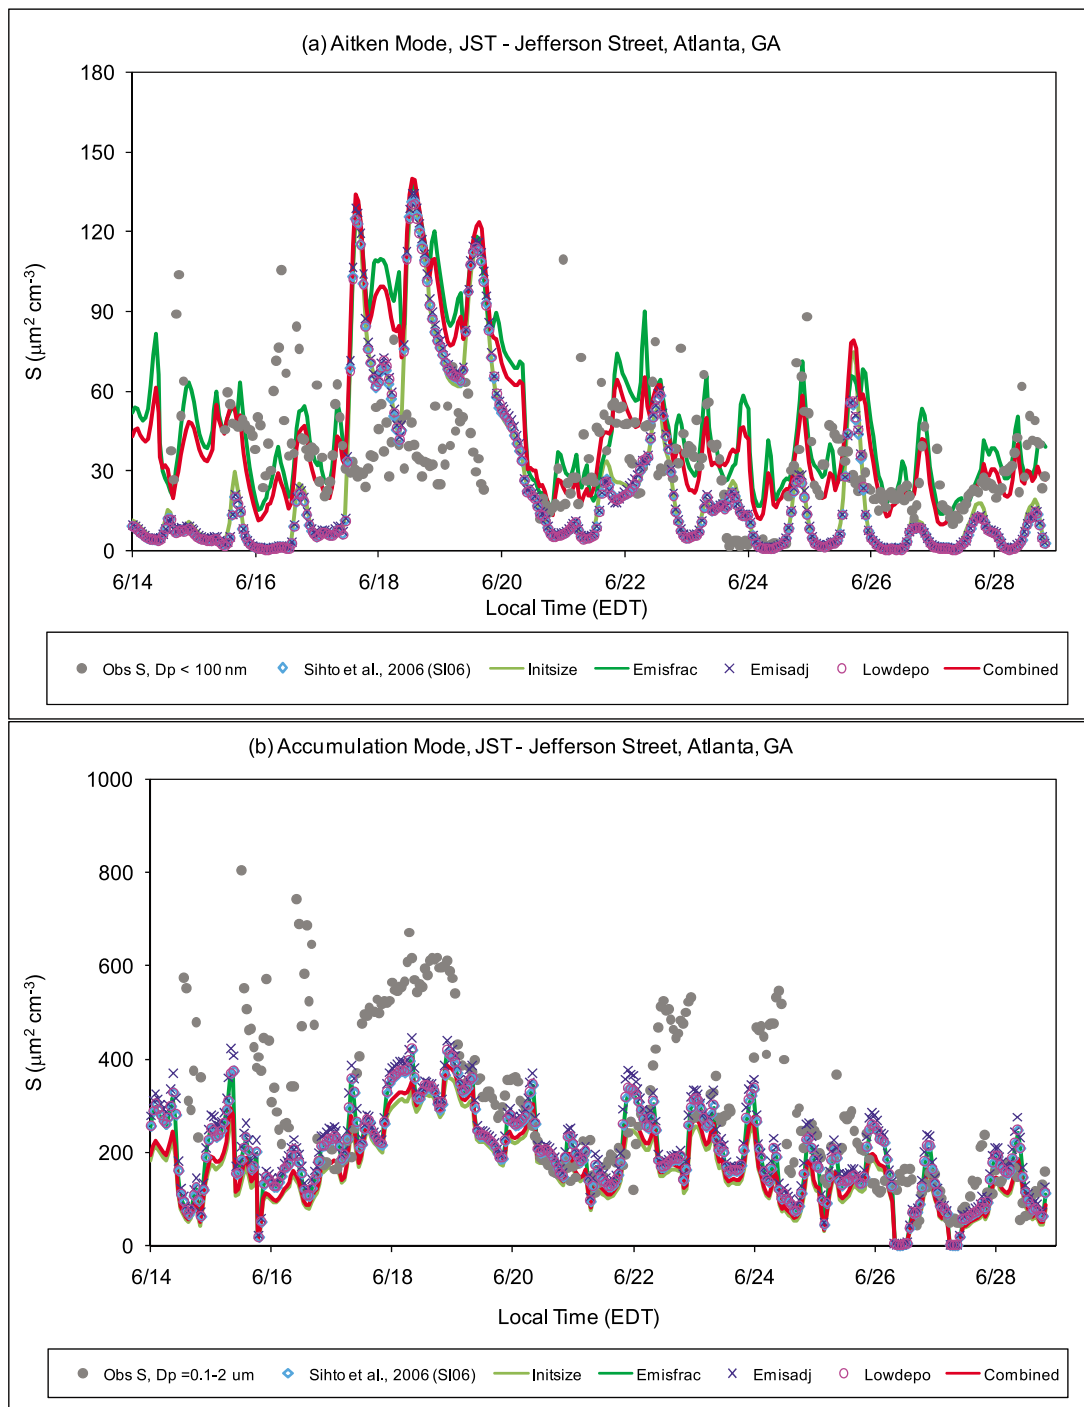 (a) Aitken Mode, JST - Jefferson Street, Atlanta, GA
180
150
120
90
60
30
0
S (μm² cm⁻³)
6/14 6/16 6/18 6/20 6/22 6/24 6/26 6/28
Local Time (EDT)
Obs S, Dp < 100 nm Sihto et al., 2006 (SI06) Initsize Emisfrac Emisadj Lowdepo Combined
(b) Accumulation Mode, JST - Jefferson Street, Atlanta, GA
1000
800
600
400
200
0
S (μm² cm⁻³)
6/14 6/16 6/18 6/20 6/22 6/24 6/26 6/28
Local Time (EDT)
Obs S, Dp =0.1-2 um Sihto et al., 2006 (SI06) Initsize Emisfrac Emisadj Lowdepo Combined